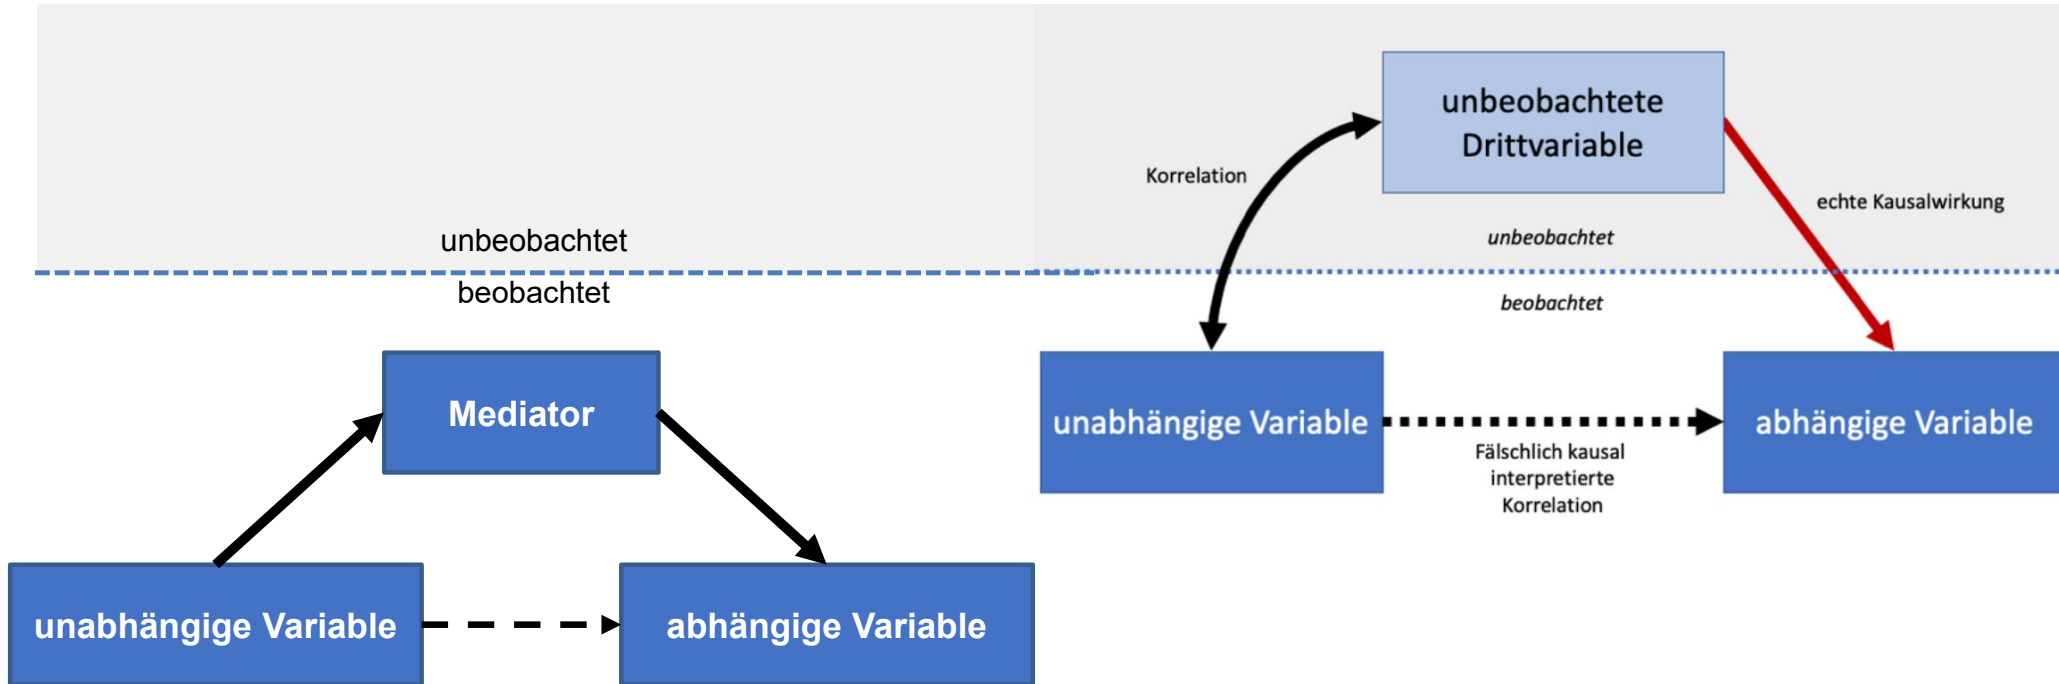 unbeobachtet
beobachtet
Mediator
unabhängige Variable
abhängige Variable
unbeobachtete
Drittvariable
Korrelation
echte Kausalwirkung
unbeobachtet
beobachtet
unabhängige Variable
Fälschlich kausal
interpretierte
Korrelation
abhängige Variable